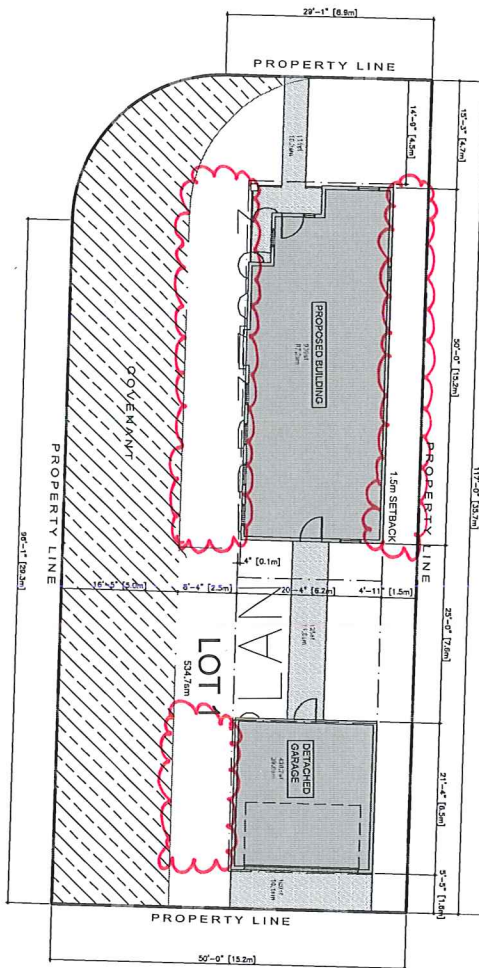 29'-1" [8.9m]
PROPERTY LINE
14'-9" [4.5m]
15'-3" [4.7m]
PROPOSED BUILDING
50'-0" [15.2m]
117'-0" [35.7m]
COVENANT
PROPERTY LINE
PROPERTY LINE
1.5m SETBACK
99'-1" [29.3m]
4" [0.1m]
16'-5" [5.0m]
8'-4" [2.5m]
20'-4" [6.2m]
4'-11" [1.5m]
25'-0" [7.6m]
LAN
LOT 1
534.7sm
DETACHED
GARAGE
21'-4" [6.5m]
5'-5" [1.6m]
PROPERTY LINE
50'-0" [15.2m]